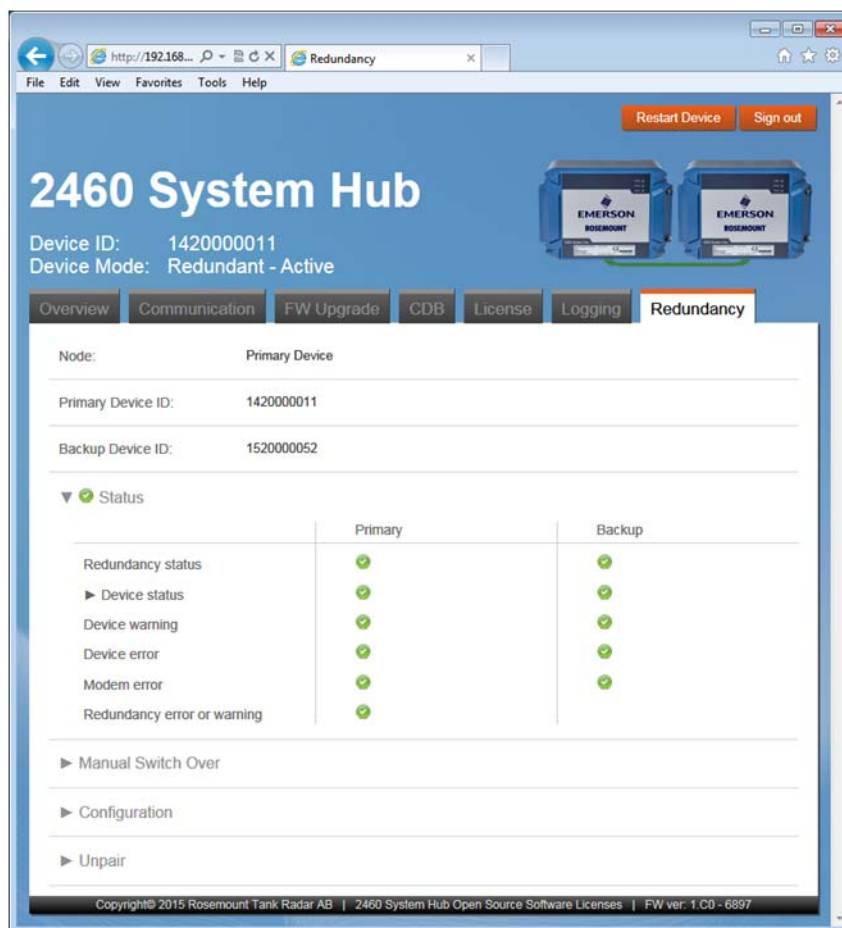 http://192.168...
Redundancy
File Edit View Favorites Tools Help
Restart Device Sign out
2460 System Hub
EMERSON
ROSEMOUNT
EMERSON
ROSEMOUNT
Device ID: 1420000011
Device Mode: Redundant - Active
Overview Communication FW Upgrade CDB License Logging Redundancy
Node: Primary Device
Primary Device ID: 1420000011
Backup Device ID: 1520000052
Status
Primary Backup
Redundancy status
Device status
Device warning
Device error
Modem error
Redundancy error or warning
Manual Switch Over
Configuration
Unpair
Copyright© 2015 Rosemount Tank Radar AB | 2460 System Hub Open Source Software Licenses | FW ver: 1.C0 - 6897